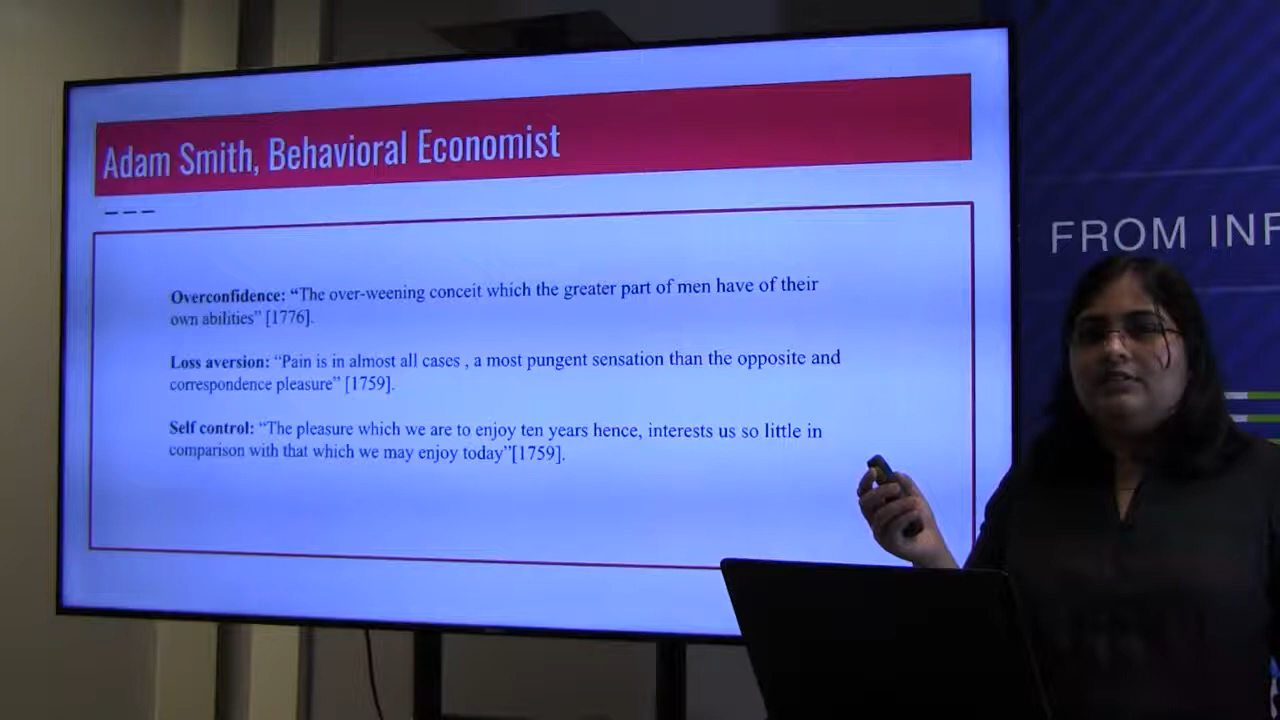 Adam Smith, Behavioral Economist
Overconfidence: “The over-weening conceit which the greater part of men have of their
own abilities” [1776].
Loss aversion: “Pain is in almost all cases , a most pungent sensation than the opposite and
correspondence pleasure” [1759].
Self control: “The pleasure which we are to enjoy ten years hence, interests us so little in
comparison with that which we may enjoy today”[1759].
FROM INF